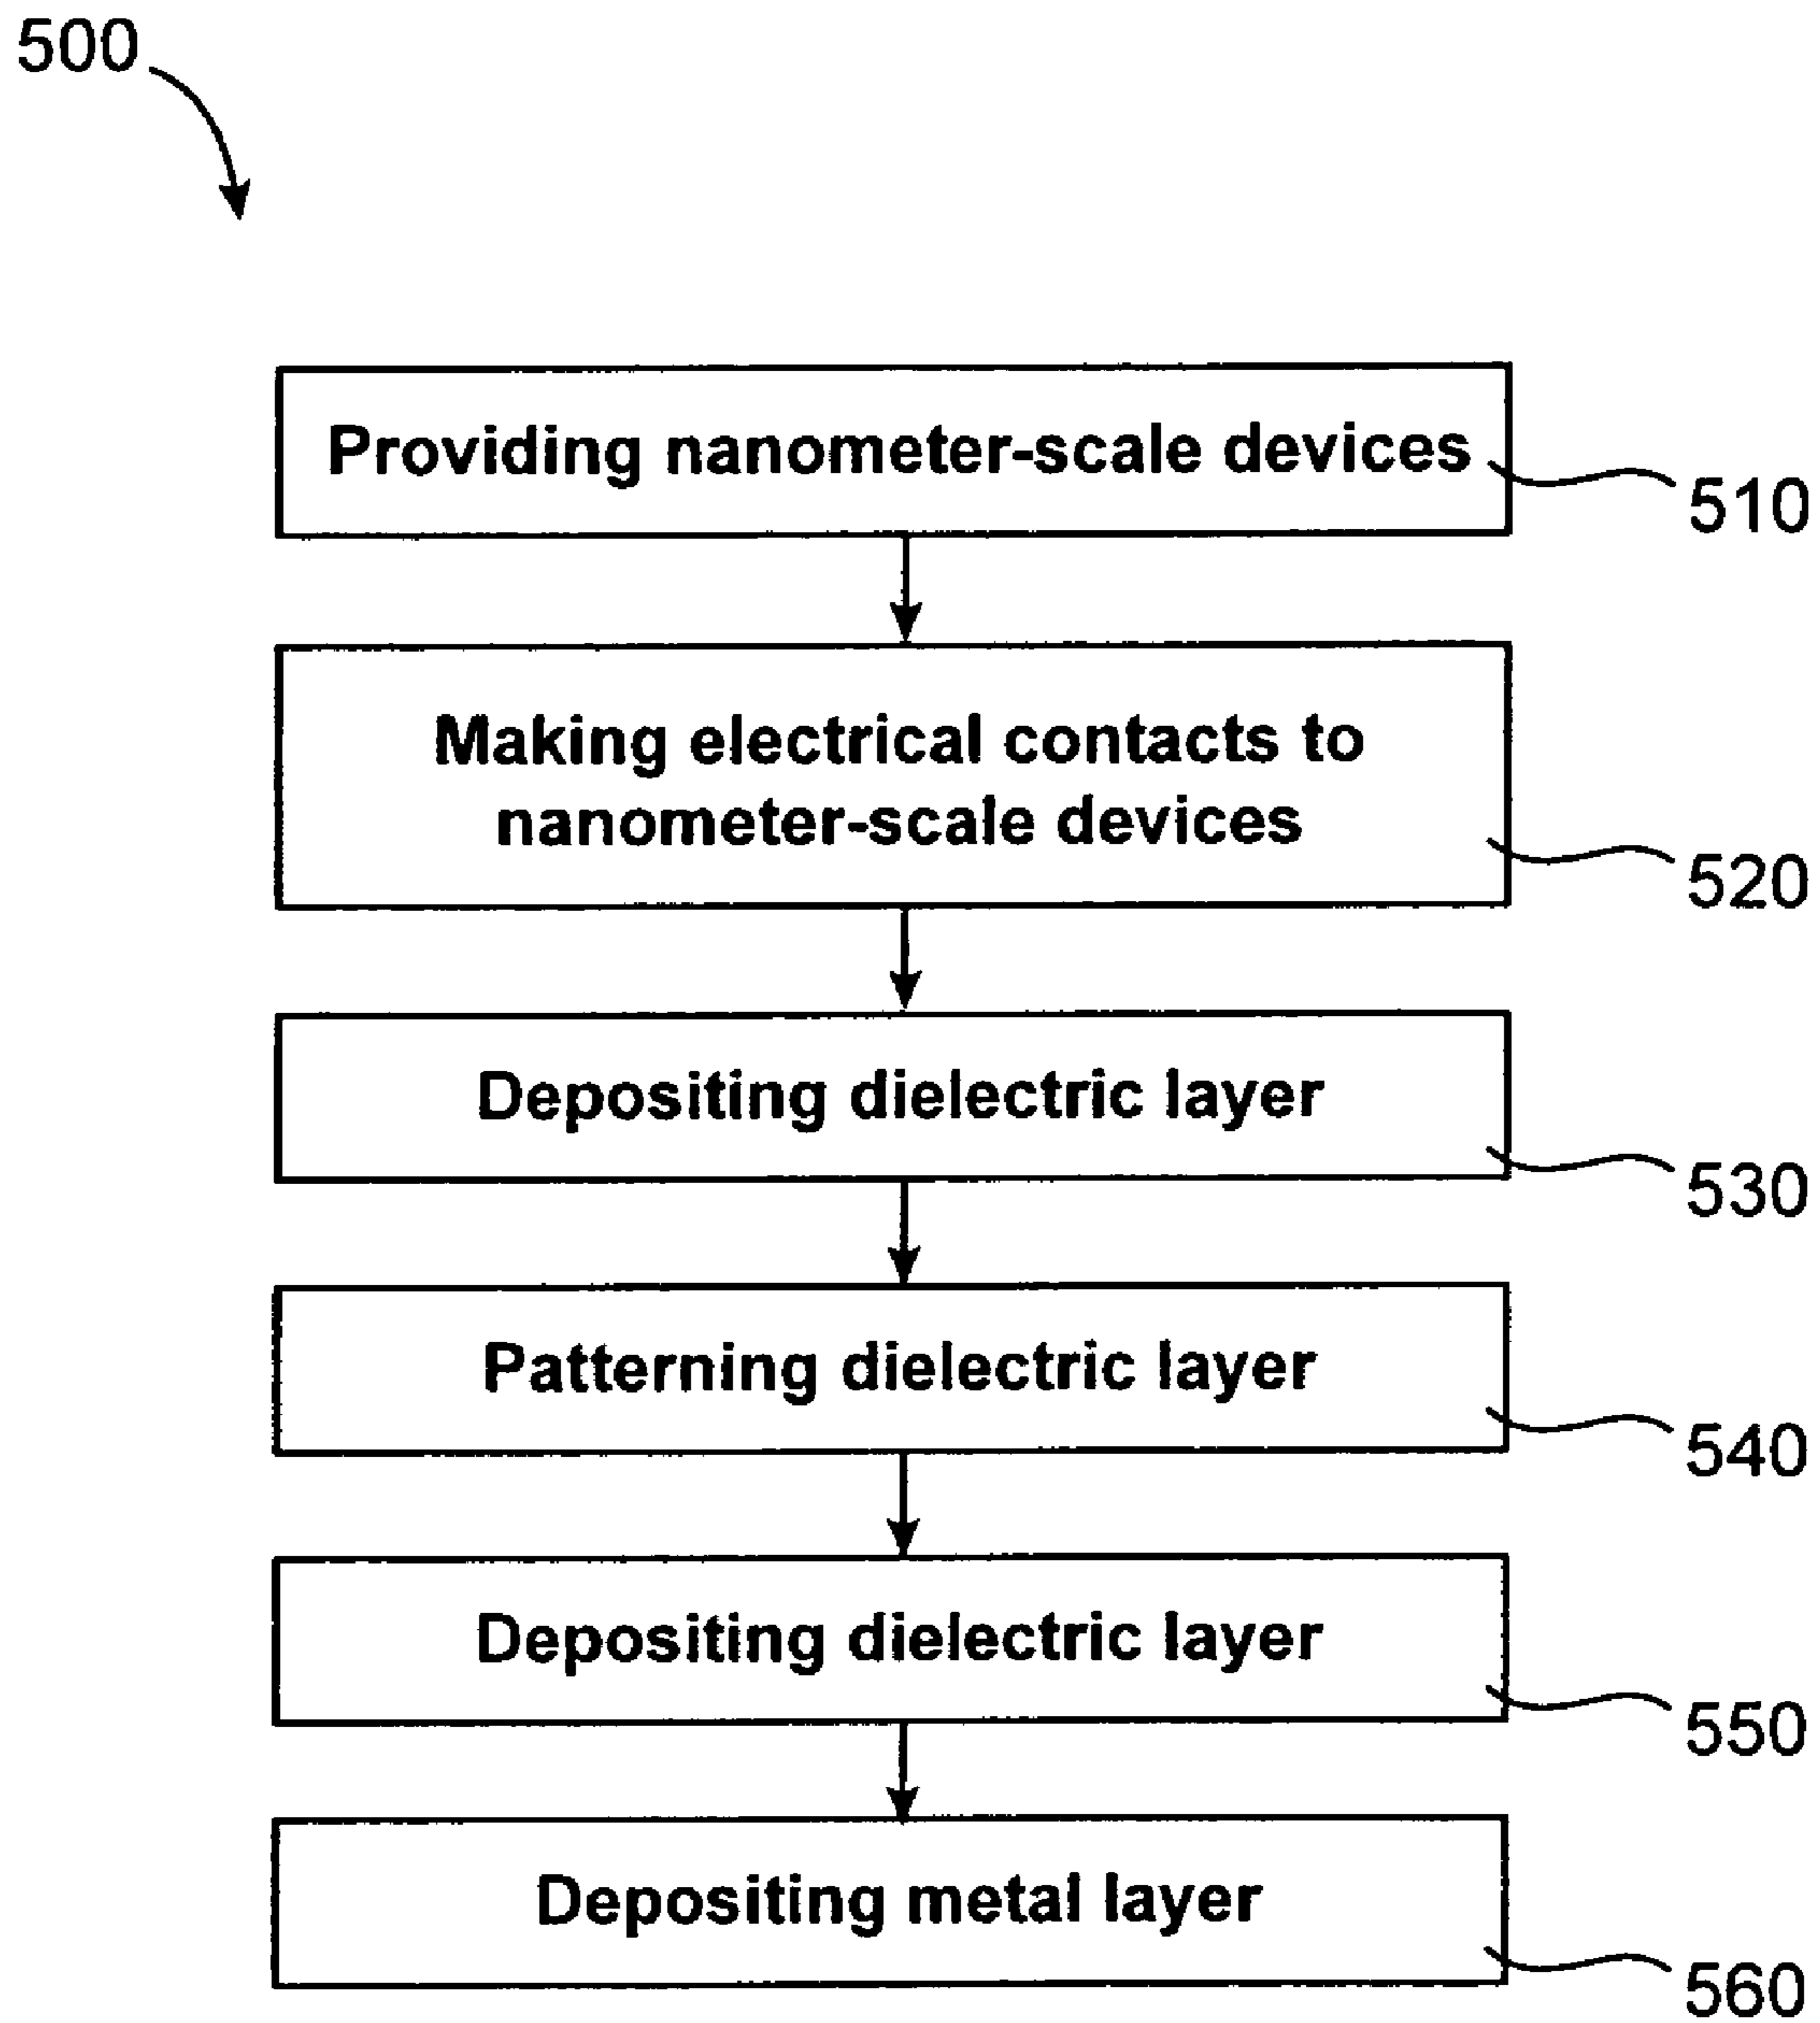 500
Providing nanometer-scale devices
510
Making electrical contacts to
nanometer-scale devices
520
Depositing dielectric layer
530
Patterning dielectric layer
540
Depositing dielectric layer
550
Depositing metal layer
560